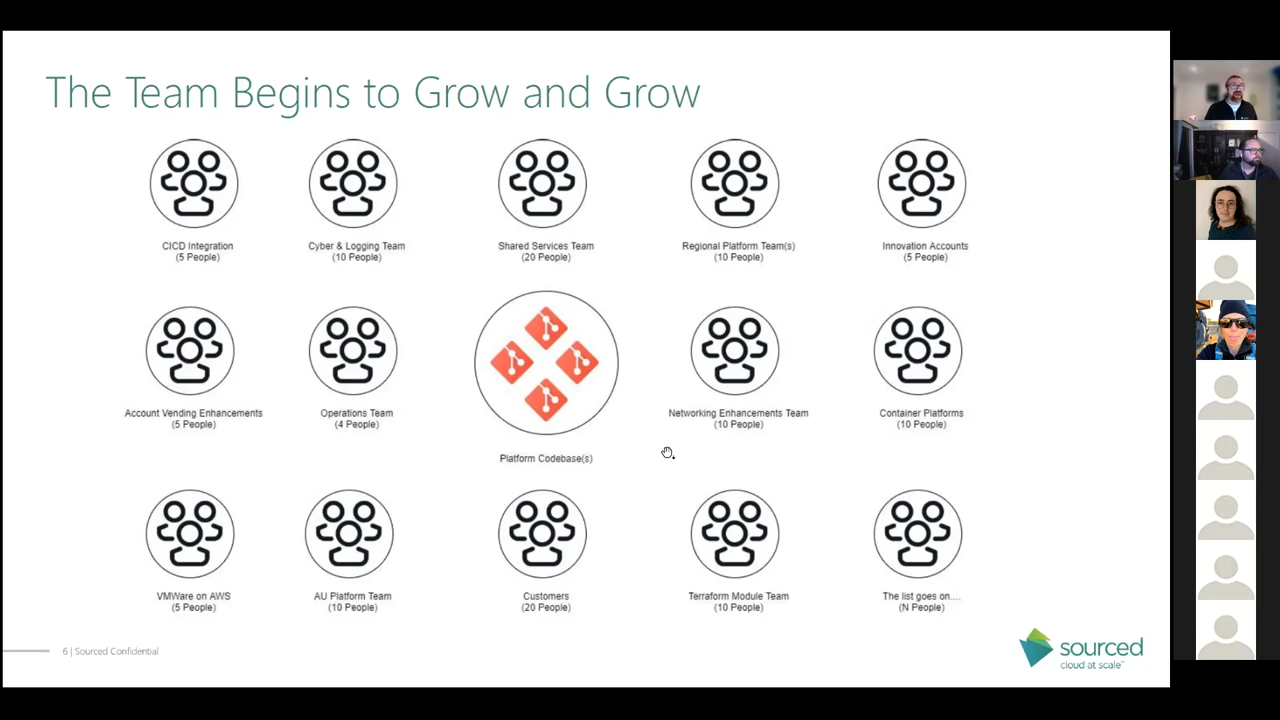 The Team Begins to Grow and Grow
CICD Integration
(5 People)
Cyber & Logging Team
(10 People)
Shared Services Team
(20 People)
Regional Platform Team(s)
(10 People)
Innovation Accounts
(5 People)
Account Vending Enhancements
(5 People)
Operations Team
(4 People)
Platform Codebase(s)
Networking Enhancements Team
(10 People)
Container Platforms
(10 People)
VMWare on AWS
(5 People)
AU Platform Team
(10 People)
Customers
(20 People)
Terraform Module Team
(10 People)
The list goes on....
(N People)
6 | Sourced Confidential
sourced
cloud at scale™